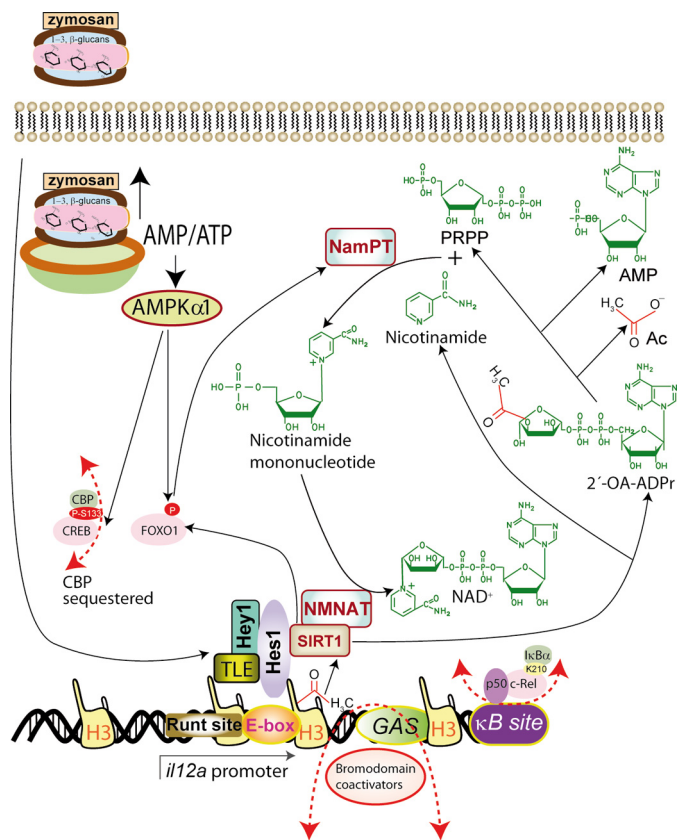 zymosan
1–3, β-glucans
zymosan
1–3, β-glucans
AMP/ATP
AMPKα1
NamPT
PRPP
+
AMP
Nicotinamide
Ac
Nicotinamide
mononucleotide
2´-OA-ADPr
NAD⁺
CBP
P-S133
CREB
CBP
sequestered
P
FOXO1
NMNAT
SIRT1
Hey1
Hes1
TLE
IκBα
K210
p50
c-Rel
H3
Runt site
E-box
H3
GAS
H3
κB site
il12a promoter
Bromodomain
coactivators